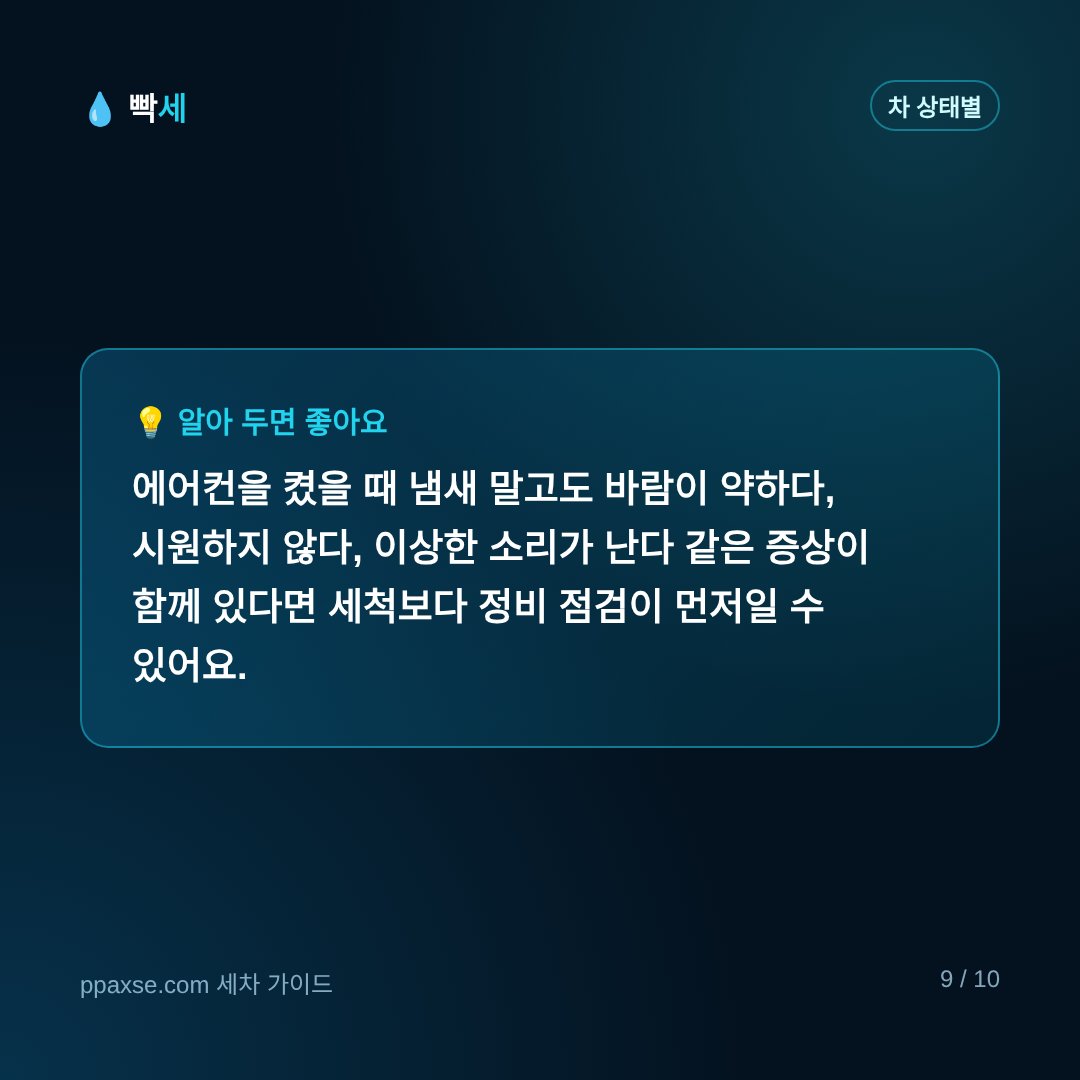 💧 빡세
차 상태별
💡 알아 두면 좋아요
에어컨을 켰을 때 냄새 말고도 바람이 약하다,
시원하지 않다, 이상한 소리가 난다 같은 증상이
함께 있다면 세척보다 정비 점검이 먼저일 수
있어요.
ppaxse.com 세차 가이드
9 / 10